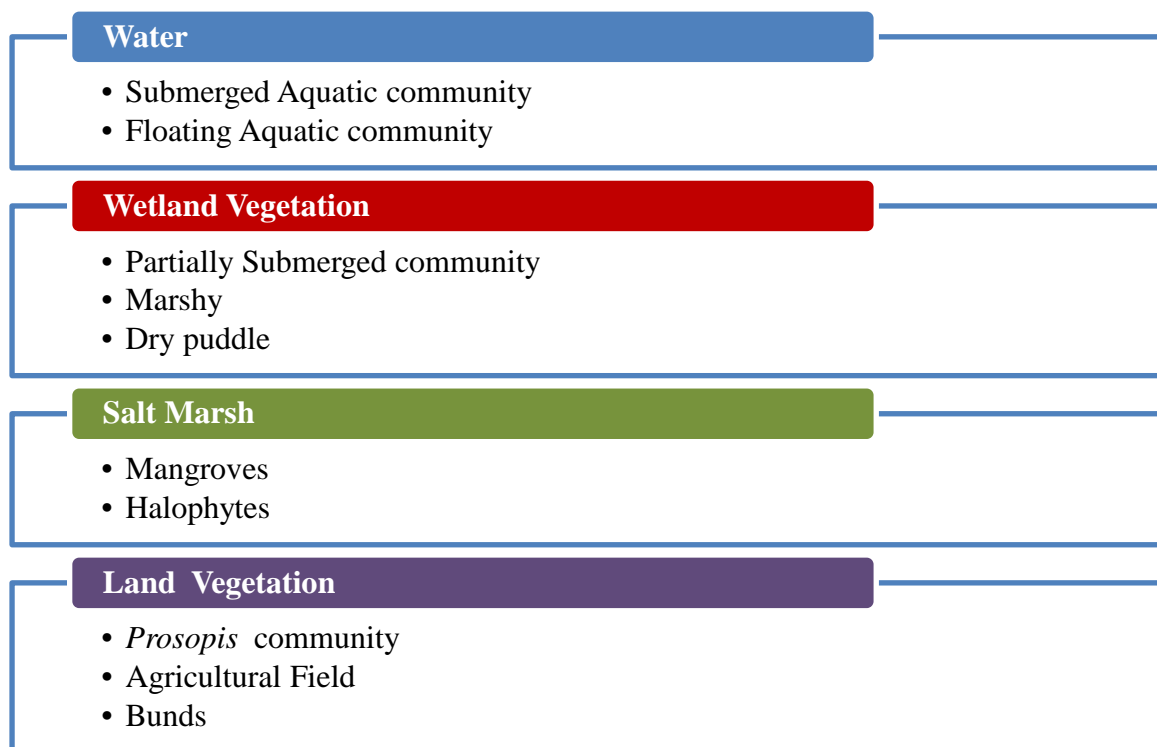 Water
• Submerged Aquatic community
• Floating Aquatic community
Wetland Vegetation
• Partially Submerged community
• Marshy
• Dry puddle
Salt Marsh
• Mangroves
• Halophytes
Land Vegetation
• Prosopis community
• Agricultural Field
• Bunds